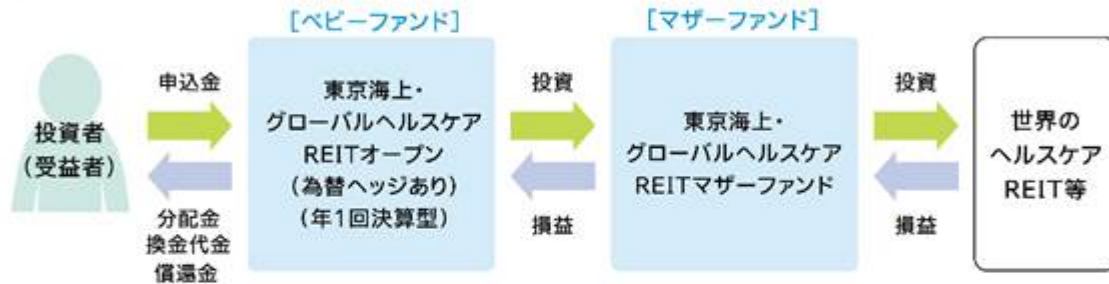 [ベビーファンド]
[マザーファンド]
投資者
(受益者)
申込金
分配金
換金代金
償還金
東京海上・
グローバルヘルスケア
REITオープン
(為替ヘッジあり)
(年1回決算型)
投資
損益
東京海上・
グローバルヘルスケア
REITマザーファンド
投資
損益
世界の
ヘルスケア
REIT等